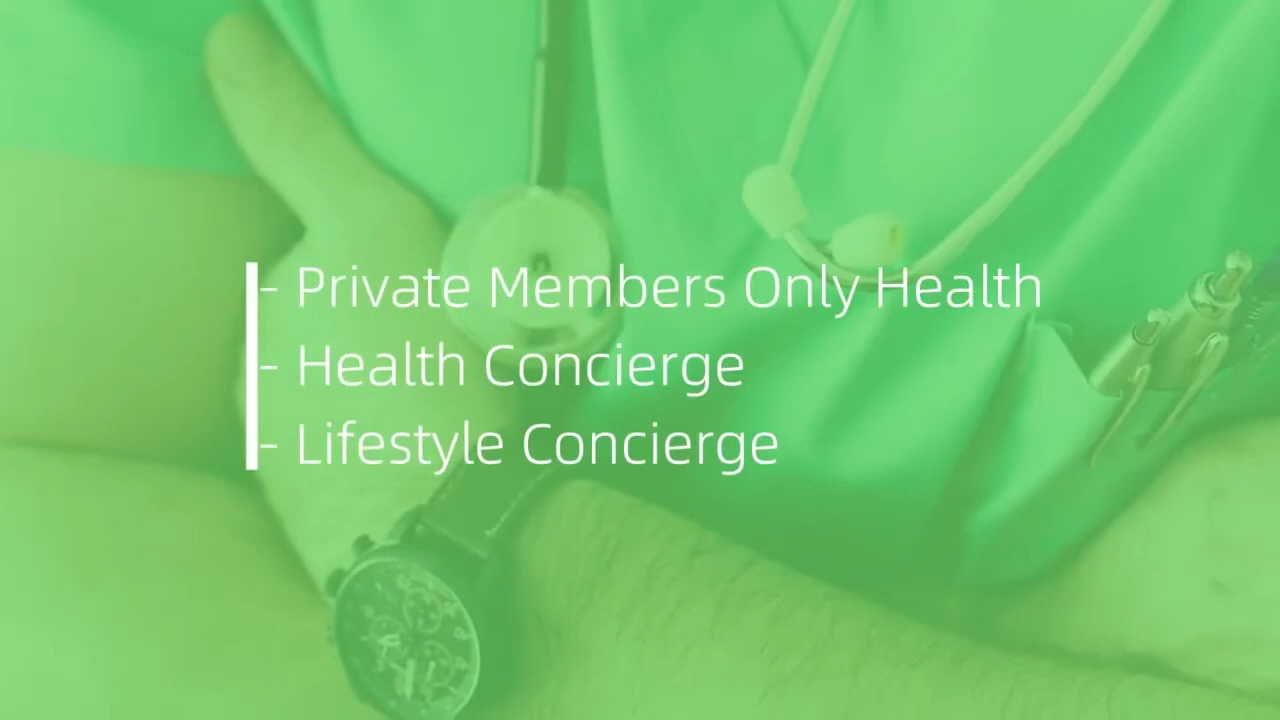 - Private Members Only Health
- Health Concierge
- Lifestyle Concierge